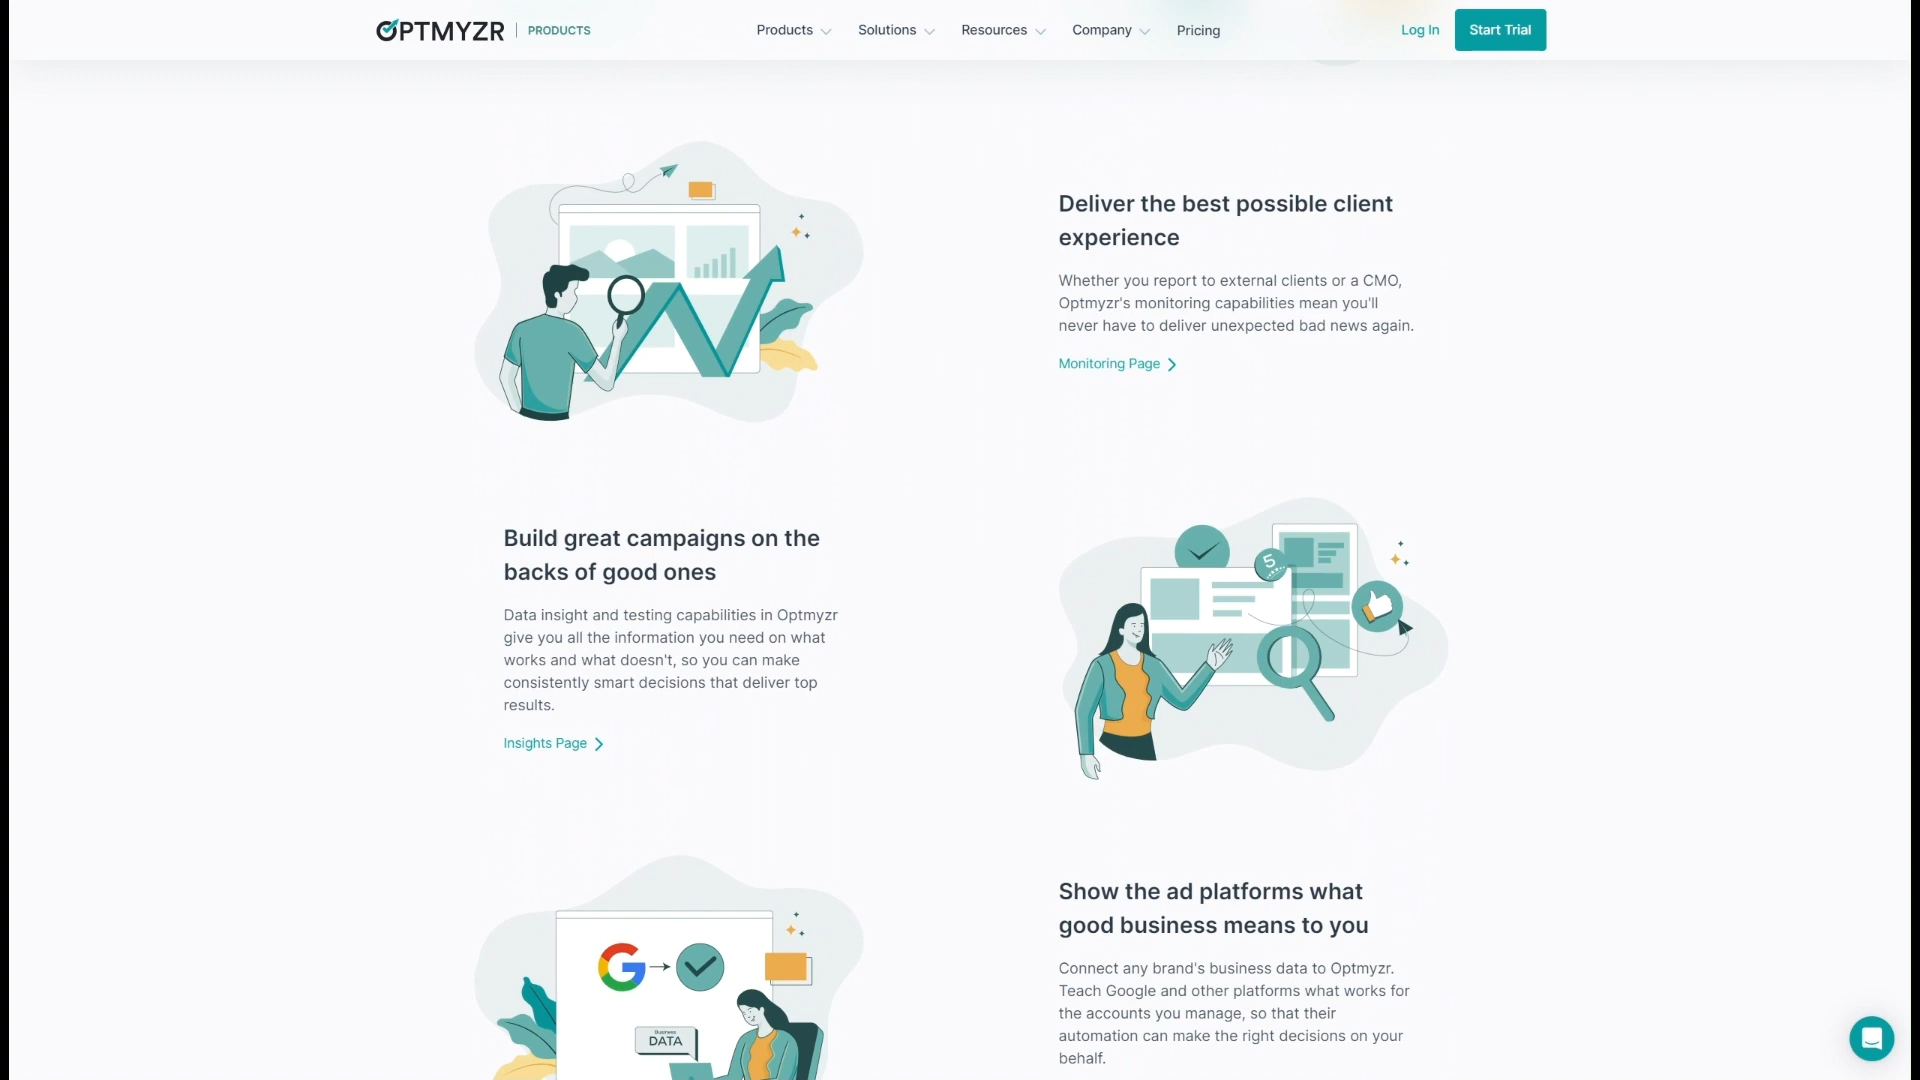 OPTMYZR | PRODUCTS
Products
Solutions
Resources
Company
Pricing
Log In
Start Trial
Deliver the best possible client
experience
Whether you report to external clients or a CMO,
Optmyzr's monitoring capabilities mean you'll
never have to deliver unexpected bad news again.
Monitoring Page
Build great campaigns on the
backs of good ones
Data insight and testing capabilities in Optmyzr
give you all the information you need on what
works and what doesn't, so you can make
consistently smart decisions that deliver top
results.
Insights Page
5
G
Business
DATA
Show the ad platforms what
good business means to you
Connect any brand's business data to Optmyzr.
Teach Google and other platforms what works for
the accounts you manage, so that their
automation can make the right decisions on your
behalf.